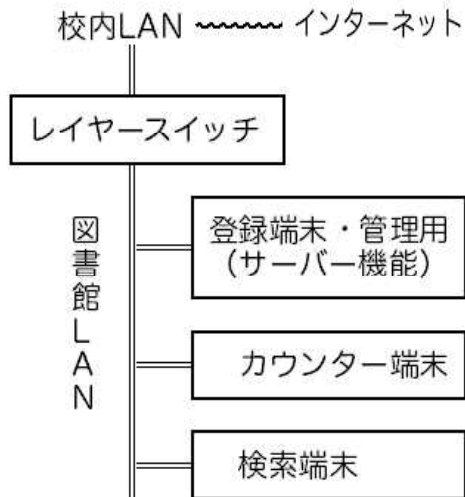 校内LAN インターネット
レイヤースイッチ
図書館LAN
登録端末・管理用
(サーバー機能)
カウンター端末
検索端末